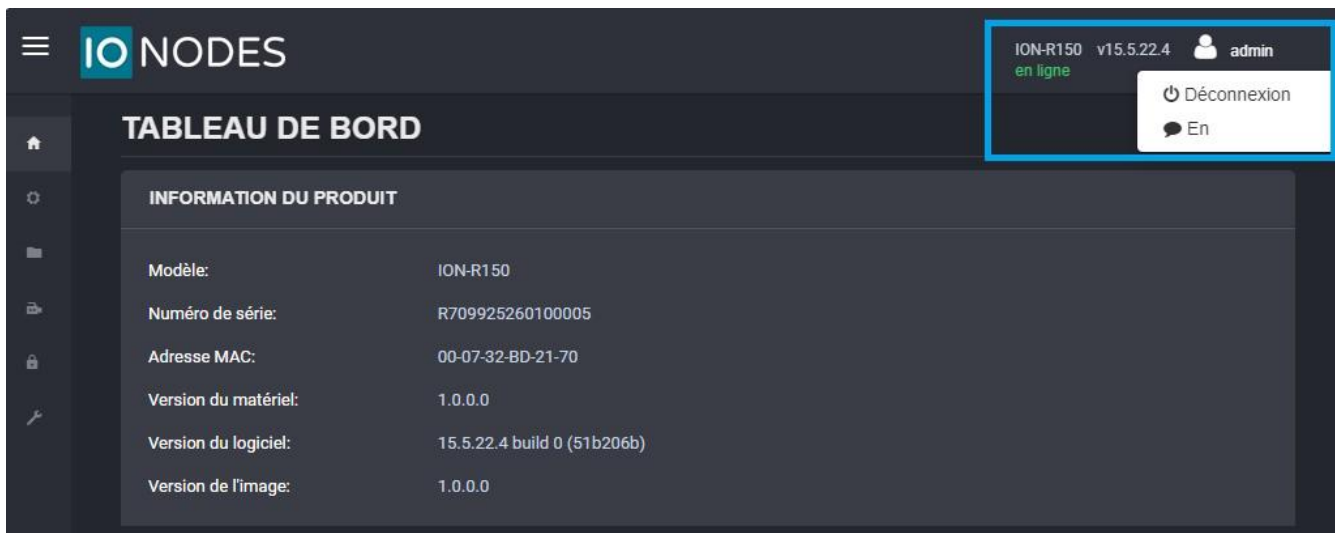 IONODES
ION-R150 v15.5.22.4 admin
en ligne
Déconnexion
En
TABLEAU DE BORD
INFORMATION DU PRODUIT
Modèle: ION-R150
Numéro de série: R709925260100005
Adresse MAC: 00-07-32-BD-21-70
Version du matériel: 1.0.0.0
Version du logiciel: 15.5.22.4 build 0 (51b206b)
Version de l'image: 1.0.0.0